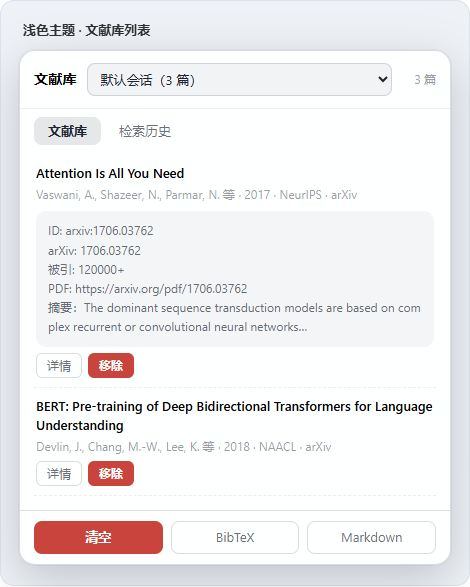 浅色主题 · 文献库列表
文献库 默认会话（3 篇） 3 篇
文献库 检索历史
Attention Is All You Need
Vaswani, A., Shazeer, N., Parmar, N. 等 · 2017 · NeurIPS · arXiv
ID: arxiv:1706.03762
arXiv: 1706.03762
被引: 120000+
PDF: https://arxiv.org/pdf/1706.03762
摘要：The dominant sequence transduction models are based on com
plex recurrent or convolutional neural networks...
详情 移除
BERT: Pre-training of Deep Bidirectional Transformers for Language
Understanding
Devlin, J., Chang, M.-W., Lee, K. 等 · 2018 · NAACL · arXiv
详情 移除
清空 BibTeX Markdown